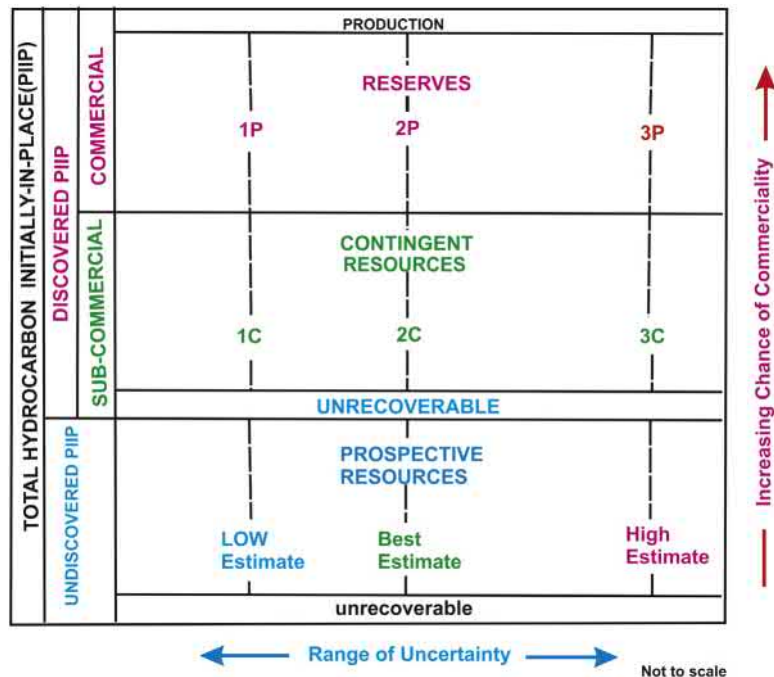 TOTAL HYDROCARBON INITIALLY-IN-PLACE(PIIP)
DISCOVERED PIIP
UNDISCOVERED PIIP
COMMERCIAL
SUB-COMMERCIAL
PRODUCTION
RESERVES
1P 2P 3P
CONTINGENT
RESOURCES
1C 2C 3C
UNRECOVERABLE
PROSPECTIVE
RESOURCES
LOW Best High
Estimate Estimate Estimate
unrecoverable
Increasing Chance of Commerciality
Range of Uncertainty
Not to scale